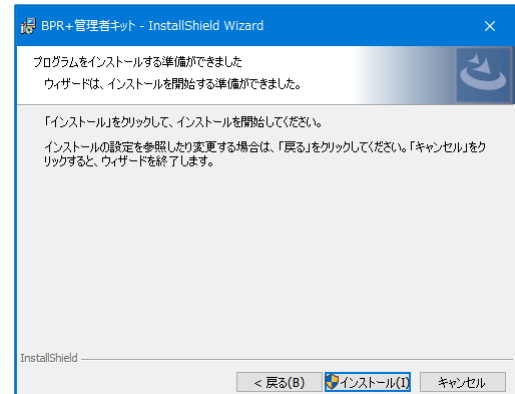 BPR+管理者キット - InstallShield Wizard
プログラムをインストールする準備ができました
ウィザードは、インストールを開始する準備ができました。
「インストール」をクリックして、インストールを開始してください。
インストールの設定を参照したり変更する場合は、「戻る」をクリックしてください。「キャンセル」をク
リックすると、ウィザードを終了します。
InstallShield
< 戻る(B) インストール(I) キャンセル